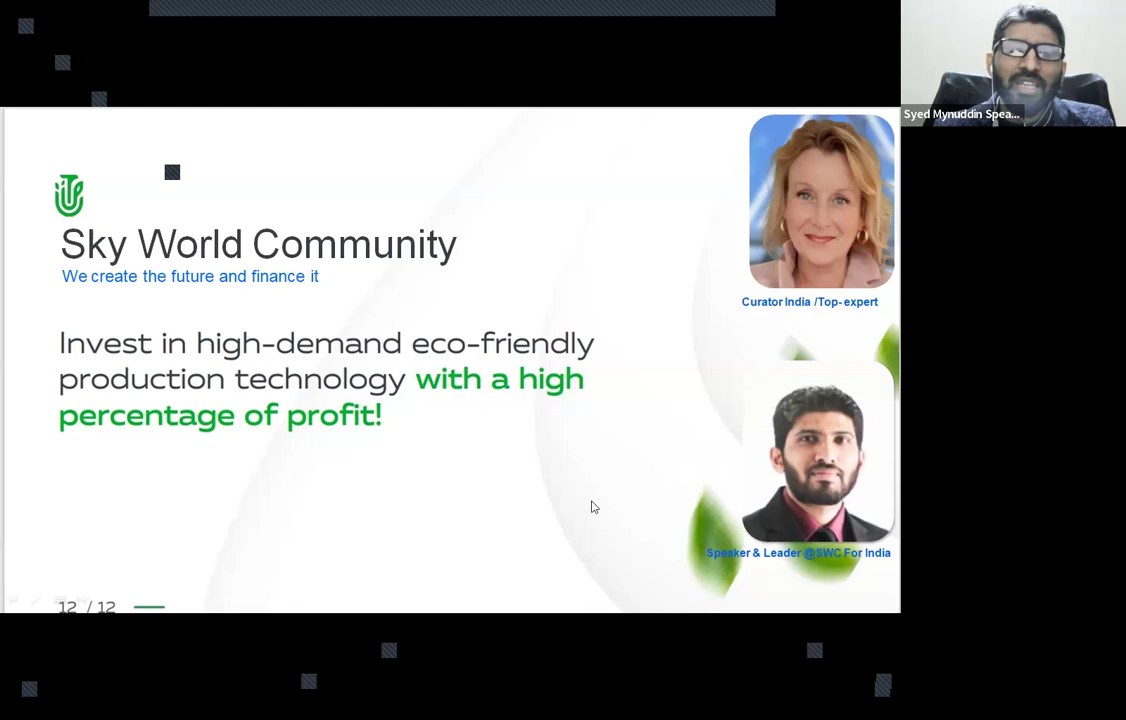 Syed Mynuddin Spea...
Sky World Community
We create the future and finance it
Curator India /Top-expert
Invest in high-demand eco-friendly
production technology with a high
percentage of profit!
Speaker & Leader @SWC For India
12 / 12